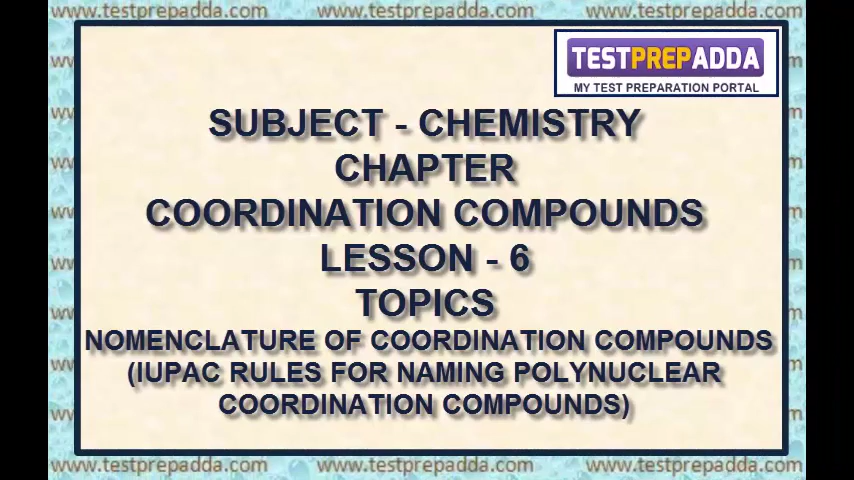 www.testprepadda.com www.testprepadda.com www.testprepadda.com
TESTPREPADDA
MY TEST PREPARATION PORTAL
SUBJECT - CHEMISTRY
CHAPTER
COORDINATION COMPOUNDS
LESSON - 6
TOPICS
NOMENCLATURE OF COORDINATION COMPOUNDS
(IUPAC RULES FOR NAMING POLYNUCLEAR
COORDINATION COMPOUNDS)
www.testprepadda.com www.testprepadda.com www.testprepadda.com